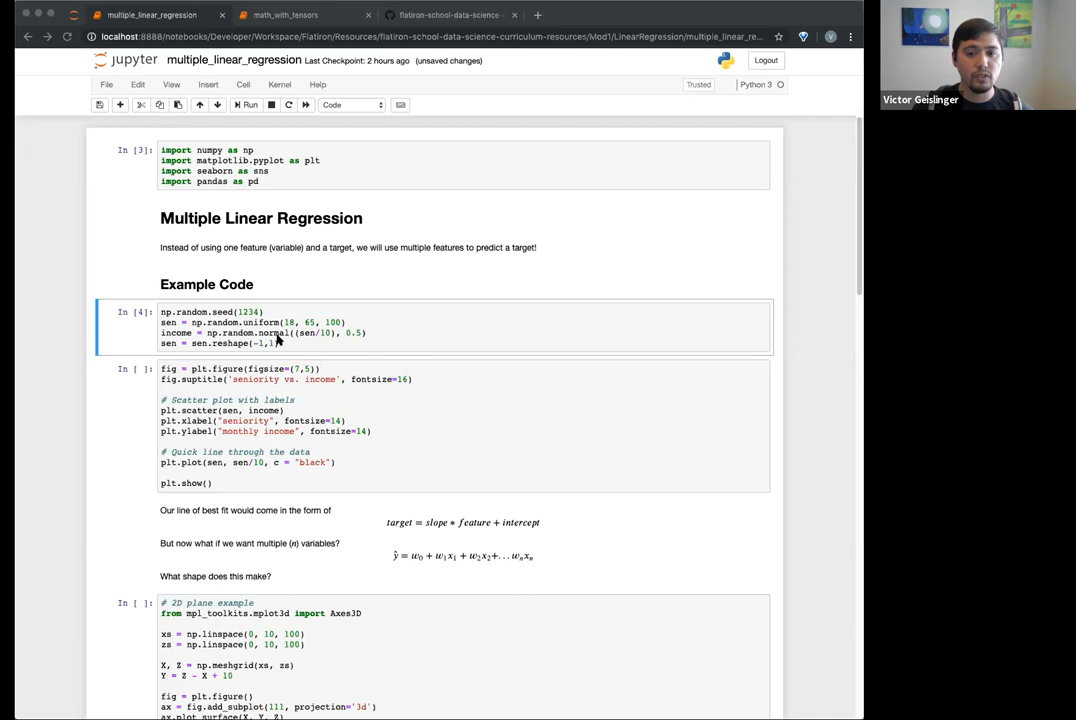 multiple_linear_regression
math_with_tensors
flatiron-school-data-science-
localhost:8888/notebooks/Developer/Workspace/Flatiron/flatiron-school-data-science-curriculum-resources/Mod1/LinearRegression/multiple_linear_re...
jupyter multiple_linear_regression Last Checkpoint: 2 hours ago (unsaved changes)
Logout
File Edit View Insert Cell Kernel Help
Trusted
Python 3
Run
Code
Victor Geislinger
In [3]:
import numpy as np
import matplotlib.pyplot as plt
import seaborn as sns
import pandas as pd
Multiple Linear Regression
Instead of using one feature (variable) and a target, we will use multiple features to predict a target!
Example Code
In [4]:
np.random.seed(1234)
sen = np.random.uniform(18, 65, 100)
income = np.random.normal((sen/10), 0.5)
sen = sen.reshape(-1,1)
In [ ]:
fig = plt.figure(figsize=(7,5))
fig.suptitle('seniority vs. income', fontsize=16)
# Scatter plot with labels
plt.scatter(sen, income)
plt.xlabel("seniority", fontsize=14)
plt.ylabel("monthly income", fontsize=14)
# Quick line through the data
plt.plot(sen, sen/10, c = "black")
plt.show()
Our line of best fit would come in the form of
target = slope * feature + intercept
But now what if we want multiple (n) variables?
ŷ = w₀ + w₁x₁ + w₂x₂+. . . wₙxₙ
What shape does this make?
In [ ]:
# 2D plane example
from mpl_toolkits.mplot3d import Axes3D
xs = np.linspace(0, 10, 100)
zs = np.linspace(0, 10, 100)
X, Z = np.meshgrid(xs, zs)
Y = Z - X + 10
fig = plt.figure()
ax = fig.add_subplot(111, projection='3d')
ax.plot_surface(X, Y, Z)